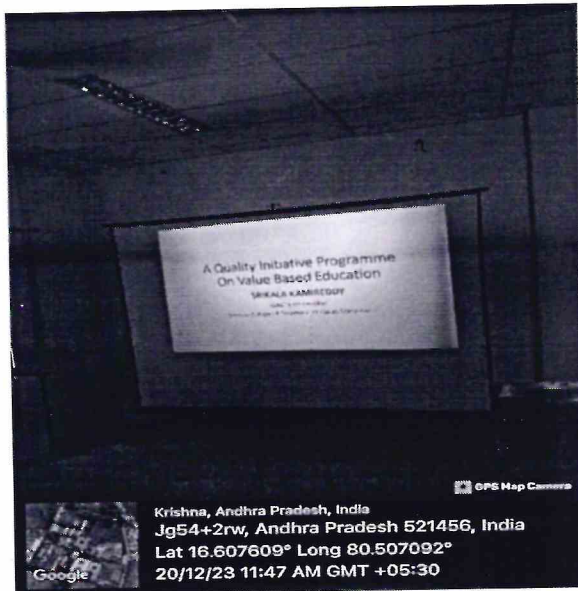 A Quality Initiative Programme
On Value Based Education
SRIKALA KAMIREDDY
GPS Map Camera
Krishna, Andhra Pradesh, India
Jg54+2rw, Andhra Pradesh 521456, India
Lat 16.607609° Long 80.507092°
20/12/23 11:47 AM GMT +05:30
Google